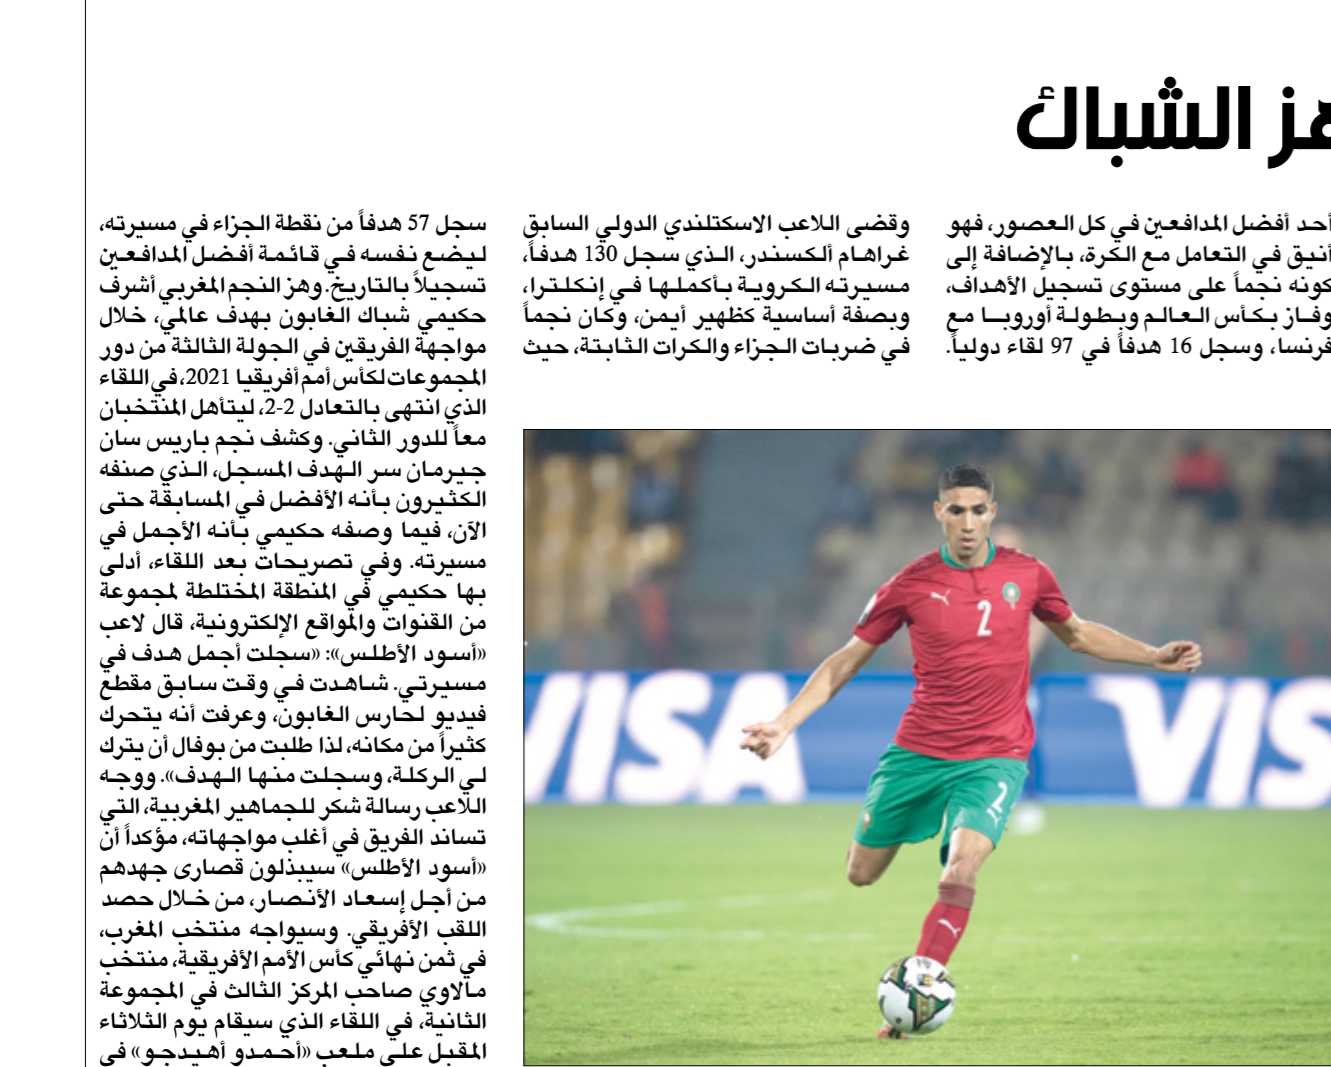 هز الشباك
أحد أفضل المدافعين في كل العصور، فهو
أنيق في التعامل مع الكرة، بالإضافة إلى
كونه نجماً على مستوى تسجيل الأهداف،
وفاز بكأس العالم وبطولة أوروبا مع
فرنسا، وسجل 16 هدفاً في 97 لقاء دولياً.
وقضى اللاعب الاسكتلندي الدولي السابق
غراهام ألكسندر، الذي سجل 130 هدفاً،
مسيرته الكروية بأكملها في إنكلترا،
وبصفة أساسية كظهير أيمن، وكان نجماً
في ضربات الجزاء والكرات الثابتة، حيث
سجل 57 هدفاً من نقطة الجزاء في مسيرته،
ليضع نفسه في قائمة أفضل المدافعين
تسجيلاً بالتاريخ. وهز النجم المغربي أشرف
حكيمي شباك الغابون بهدف عالمي، خلال
مواجهة الفريقين في الجولة الثالثة من دور
المجموعات لكأس أمم أفريقيا 2021، في اللقاء
الذي انتهى بالتعادل 2-2، ليتأهل المنتخبان
معاً للدور الثاني. وكشف نجم باريس سان
جيرمان سر الهدف المسجل، الذي صنفه
الكثيرون بأنه الأفضل في المسابقة حتى
الآن، فيما وصفه حكيمي بأنه الأجمل في
مسيرته. وفي تصريحات بعد اللقاء، أدلى
بها حكيمي في المنطقة المختلطة لمجموعة
من القنوات والمواقع الإلكترونية، قال لاعب
«أسود الأطلس»: «سجلت أجمل هدف في
مسيرتي. شاهدت في وقت سابق مقطع
فيديو لحارس الغابون، وعرفت أنه يتحرك
كثيراً من مكانه، لذا طلبت من بوفال أن يترك
لي الركلة، وسجلت منها الهدف». ووجه
اللاعب رسالة شكر للجماهير المغربية، التي
تساند الفريق في أغلب مواجهاته، مؤكداً أن
«أسود الأطلس» سيبذلون قصارى جهدهم
من أجل إسعاد الأنصار، من خلال حصد
اللقب الأفريقي. وسيواجه منتخب المغرب،
في ثمن نهائي كأس الأمم الأفريقية، منتخب
مالاوي صاحب المركز الثالث في المجموعة
الثانية، في اللقاء الذي سيقام يوم الثلاثاء
المقبل على ملعب «أحمدو أهيدجو» في
VISA
VIS
2
2